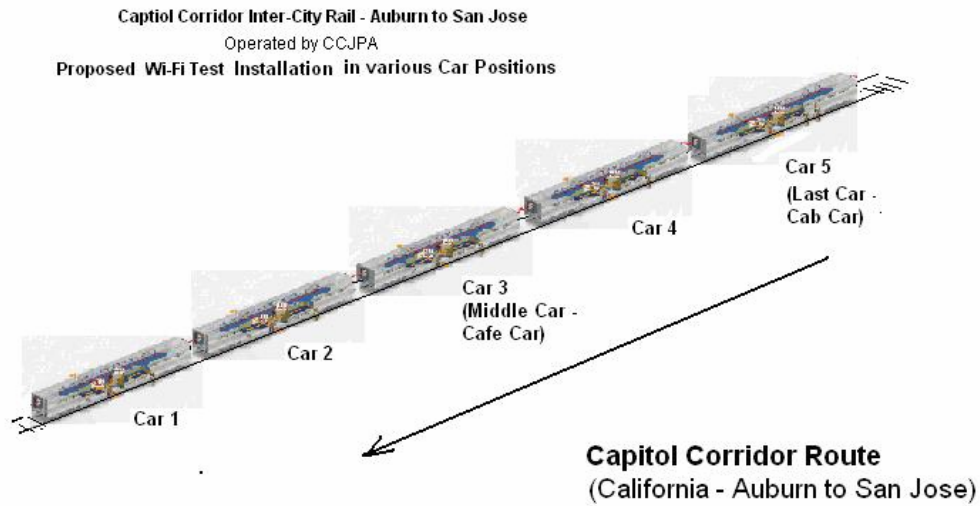 Captiol Corridor Inter-City Rail - Auburn to San Jose
Operated by CCJPA
Proposed Wi-Fi Test Installation in various Car Positions
Car 5
(Last Car -
Cab Car)
Car 4
Car 3
(Middle Car -
Cafe Car)
Car 2
Car 1
Capitol Corridor Route
(California - Auburn to San Jose)